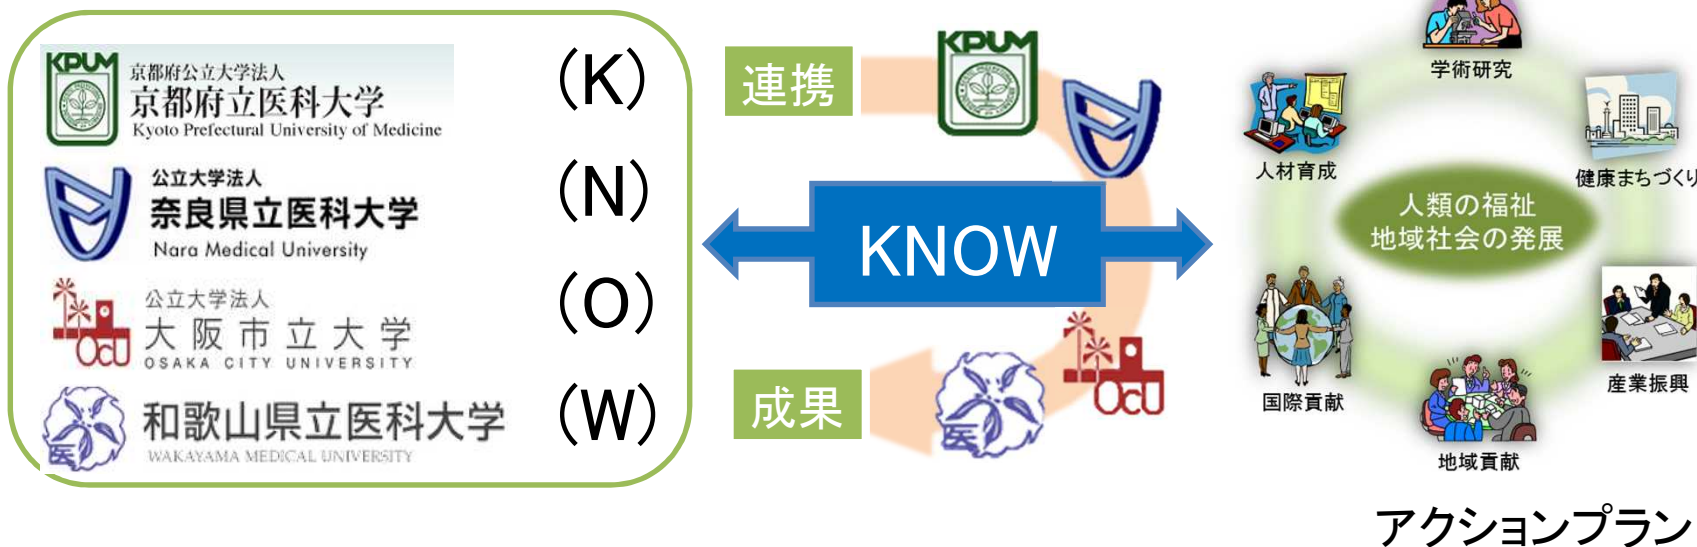 KPUM
京都府公立大学法人
京都府立医科大学
Kyoto Prefectural University of Medicine
(K)
公立大学法人
奈良県立医科大学
Nara Medical University
(N)
OCU
公立大学法人
大阪市立大学
OSAKA CITY UNIVERSITY
(O)
医
和歌山県立医科大学
WAKAYAMA MEDICAL UNIVERSITY
(W)
連携
KPUM
KNOW
OCU
成果
医
学術研究
人材育成
健康まちづくり
人類の福祉
地域社会の発展
国際貢献
産業振興
地域貢献
アクションプラン